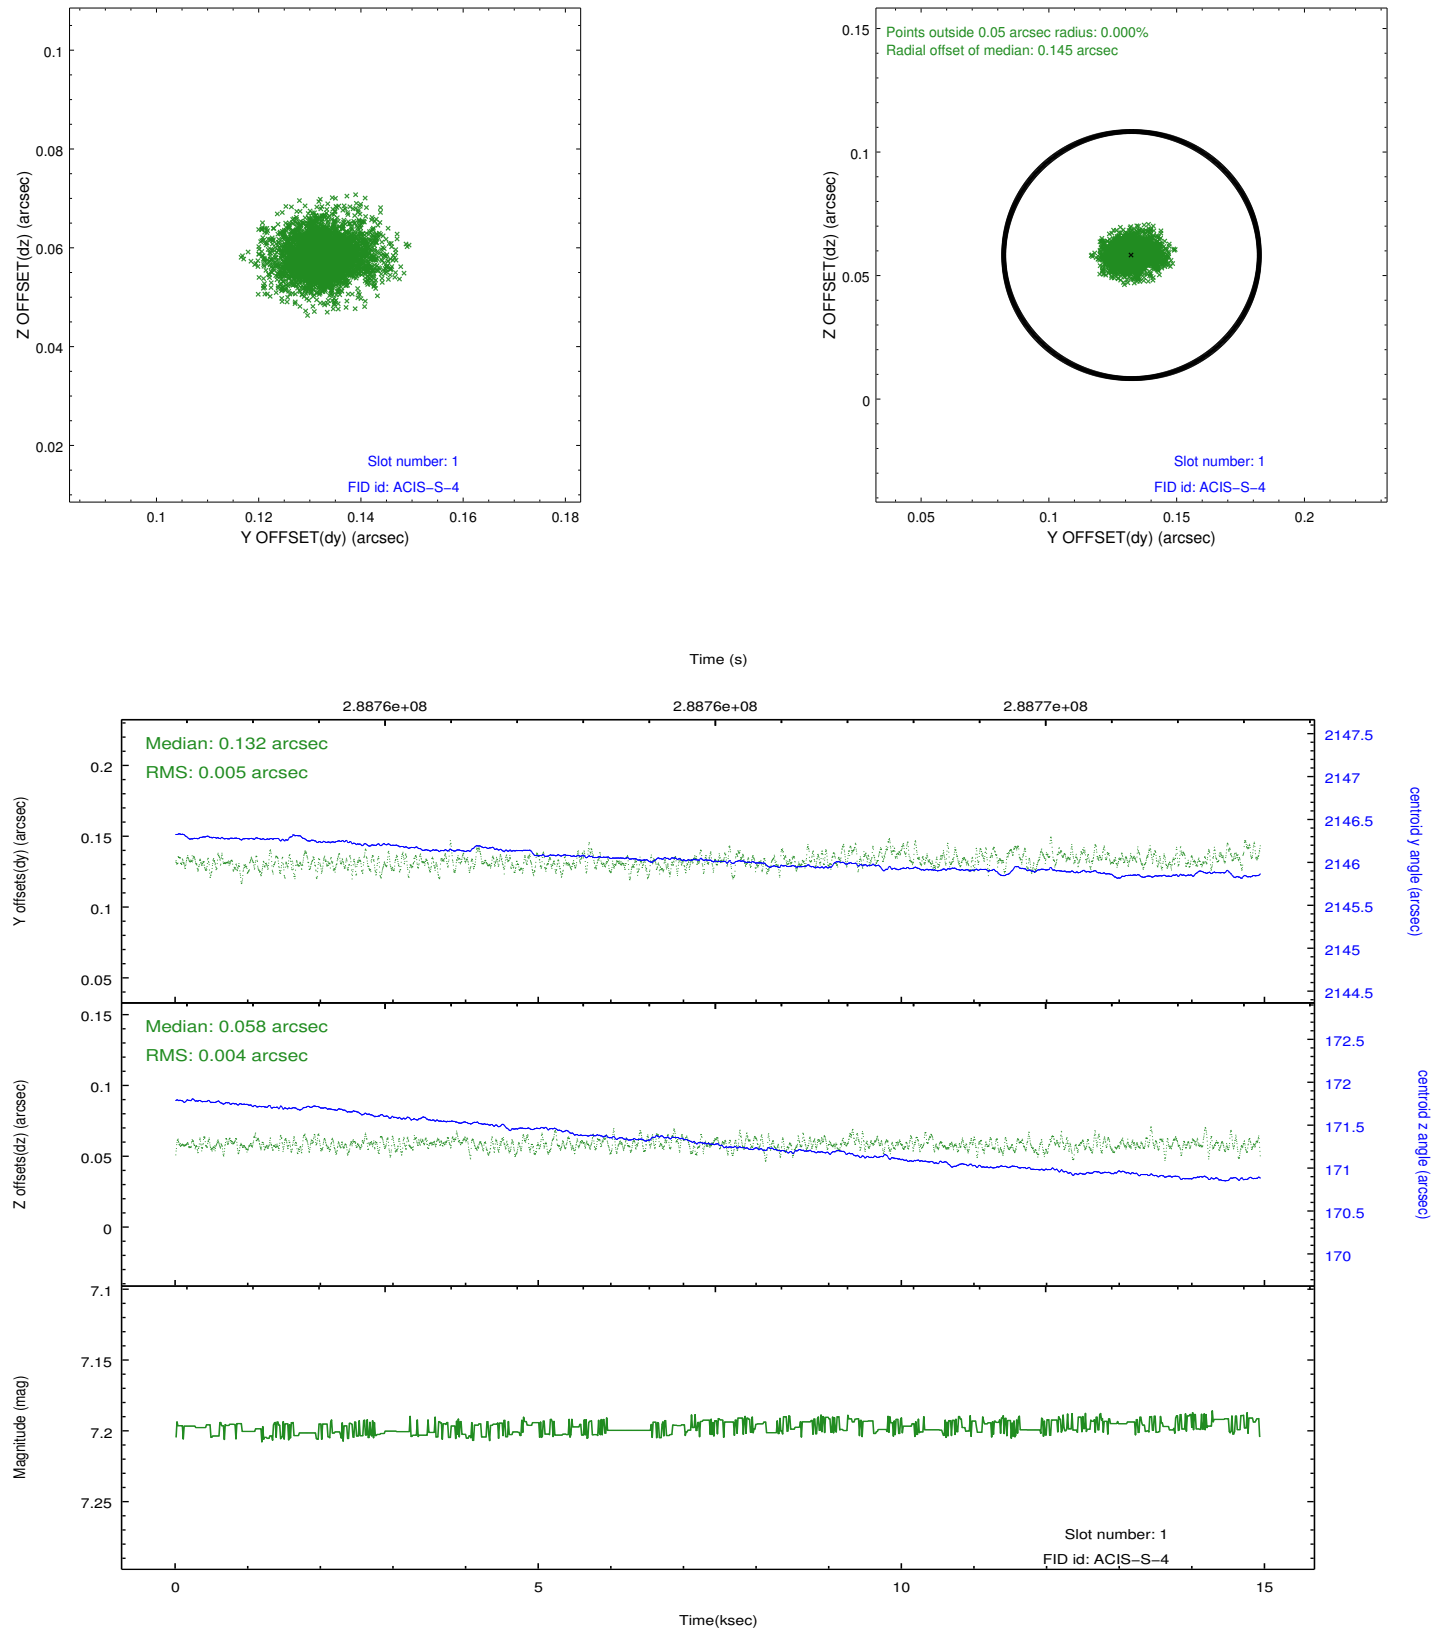 0.1
0.08
0.06
0.04
0.02
Z OFFSET(dz) (arcsec)
Slot number: 1
FID id: ACIS−S−4
0.1 0.12 0.14 0.16 0.18
Y OFFSET(dy) (arcsec)
Points outside 0.05 arcsec radius: 0.000%
Radial offset of median: 0.145 arcsec
0.15
0.1
0.05
0
Z OFFSET(dz) (arcsec)
Slot number: 1
FID id: ACIS−S−4
0.05 0.1 0.15 0.2
Y OFFSET(dy) (arcsec)
Time (s)
2.8876e+08 2.8876e+08 2.8877e+08
Median: 0.132 arcsec
RMS: 0.005 arcsec
0.2
0.15
0.1
0.05
Y offsets(dy) (arcsec)
2147.5
2147
2146.5
2146
2145.5
2145
2144.5
centroid y angle (arcsec)
Median: 0.058 arcsec
RMS: 0.004 arcsec
0.15
0.1
0.05
0
Z offsets(dz) (arcsec)
172.5
172
171.5
171
170.5
170
centroid z angle (arcsec)
7.1
7.15
7.2
7.25
Magnitude (mag)
Slot number: 1
FID id: ACIS−S−4
0 5 10 15
Time(ksec)